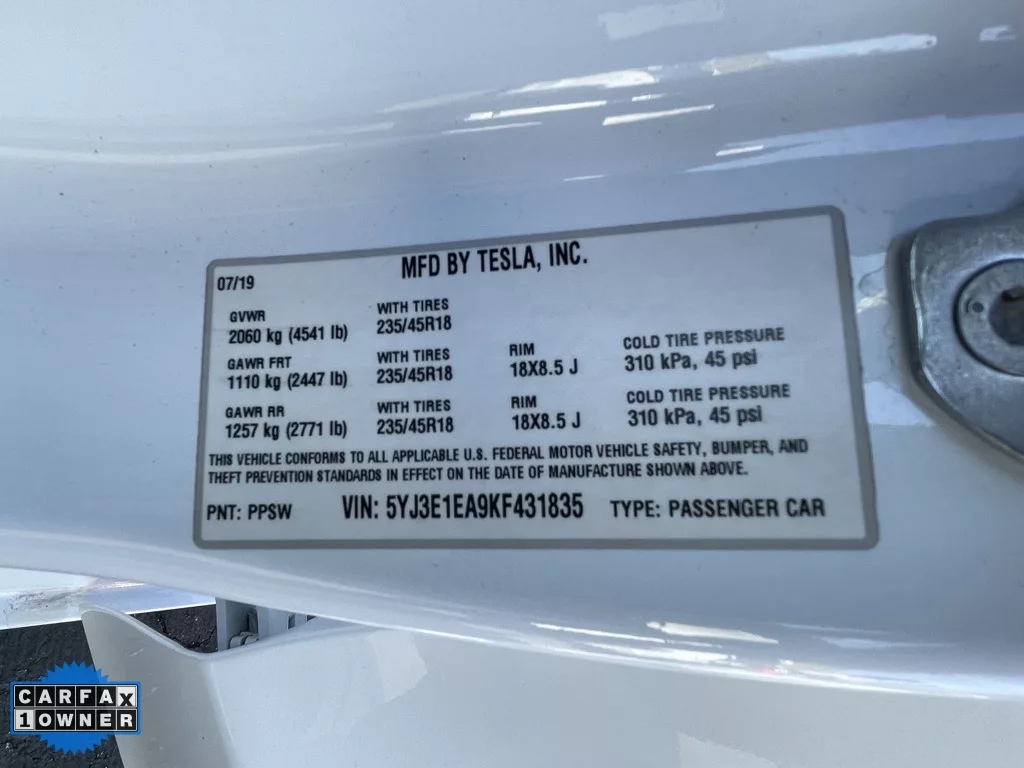 07/19
MFD BY TESLA, INC.
GVWR
2060 kg (4541 lb)
WITH TIRES
235/45R18
GAWR FRT
1110 kg (2447 lb)
WITH TIRES
235/45R18
RIM
18X8.5 J
COLD TIRE PRESSURE
310 kPa, 45 psi
GAWR RR
1257 kg (2771 lb)
WITH TIRES
235/45R18
RIM
18X8.5 J
COLD TIRE PRESSURE
310 kPa, 45 psi
THIS VEHICLE CONFORMS TO ALL APPLICABLE U.S. FEDERAL MOTOR VEHICLE SAFETY, BUMPER, AND
THEFT PREVENTION STANDARDS IN EFFECT ON THE DATE OF MANUFACTURE SHOWN ABOVE.
PNT: PPSW VIN: 5YJ3E1EA9KF431835 TYPE: PASSENGER CAR
CARFAX
1 OWNER